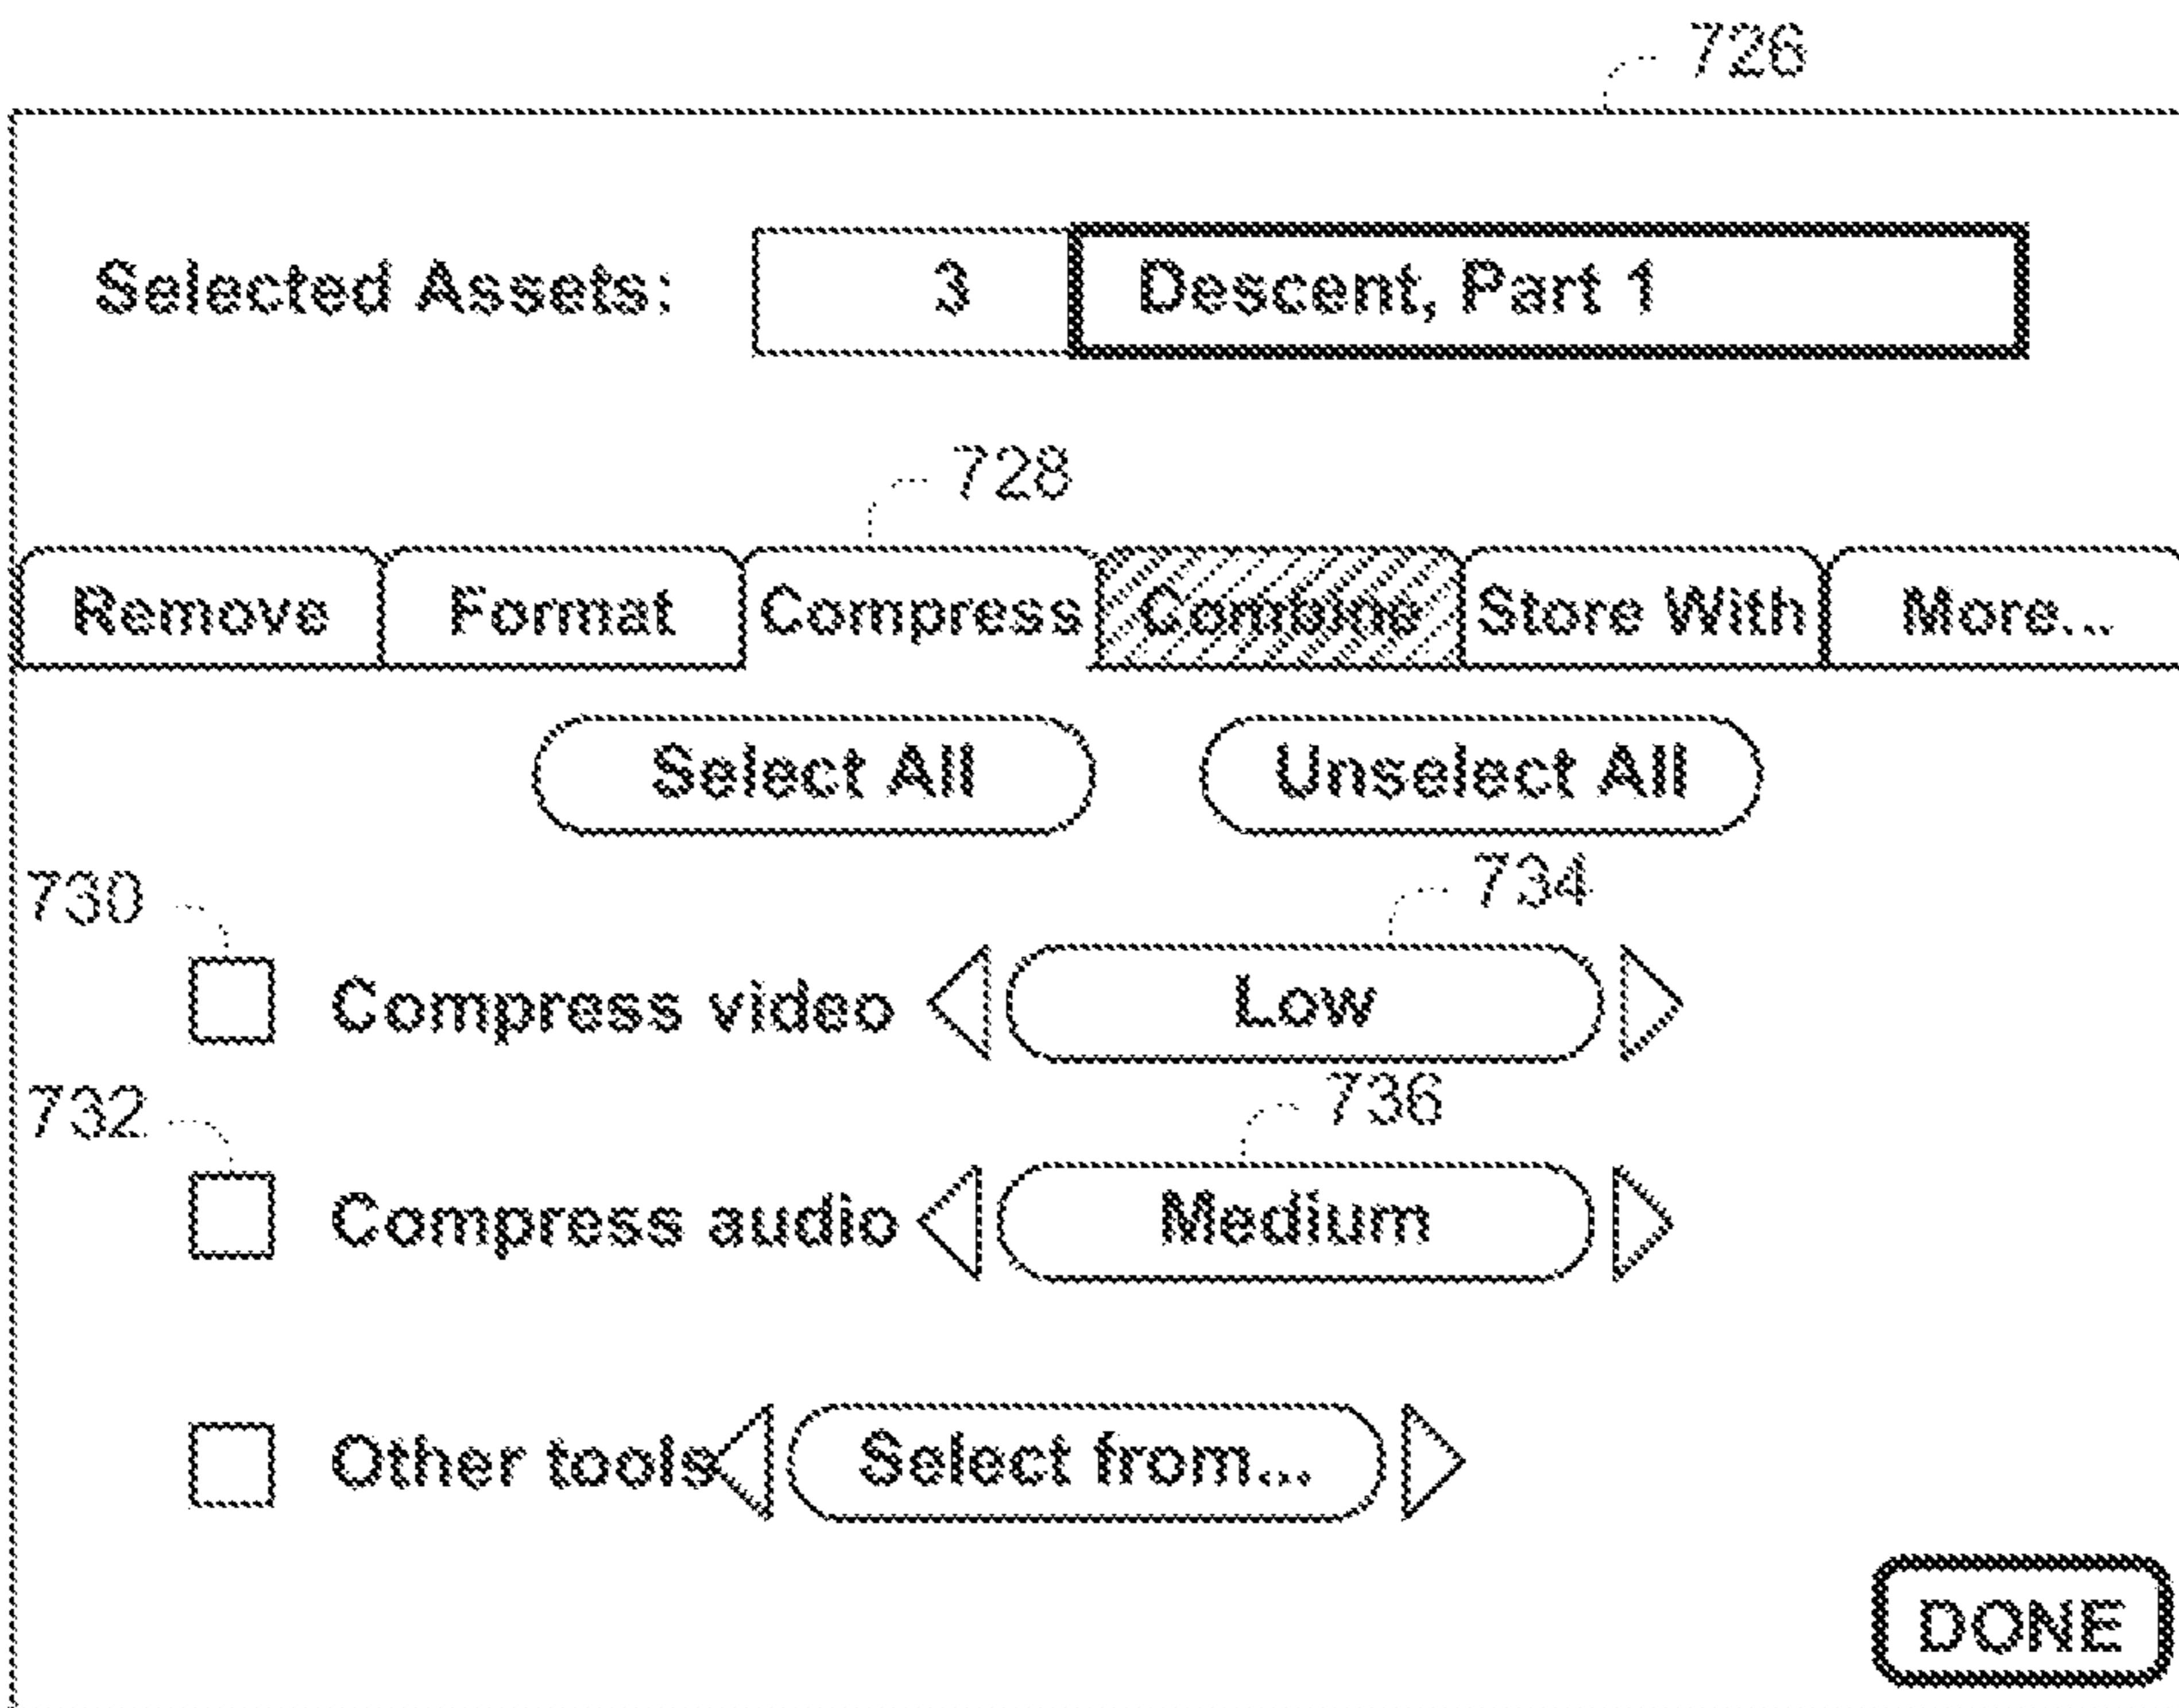 726
Selected Assets: 3 Descent, Part 1
728
Remove Format Compress Combine Store With More...
Select All Unselect All
730 734
Compress video Low
732 736
Compress audio Medium
Other tools Select from...
DONE